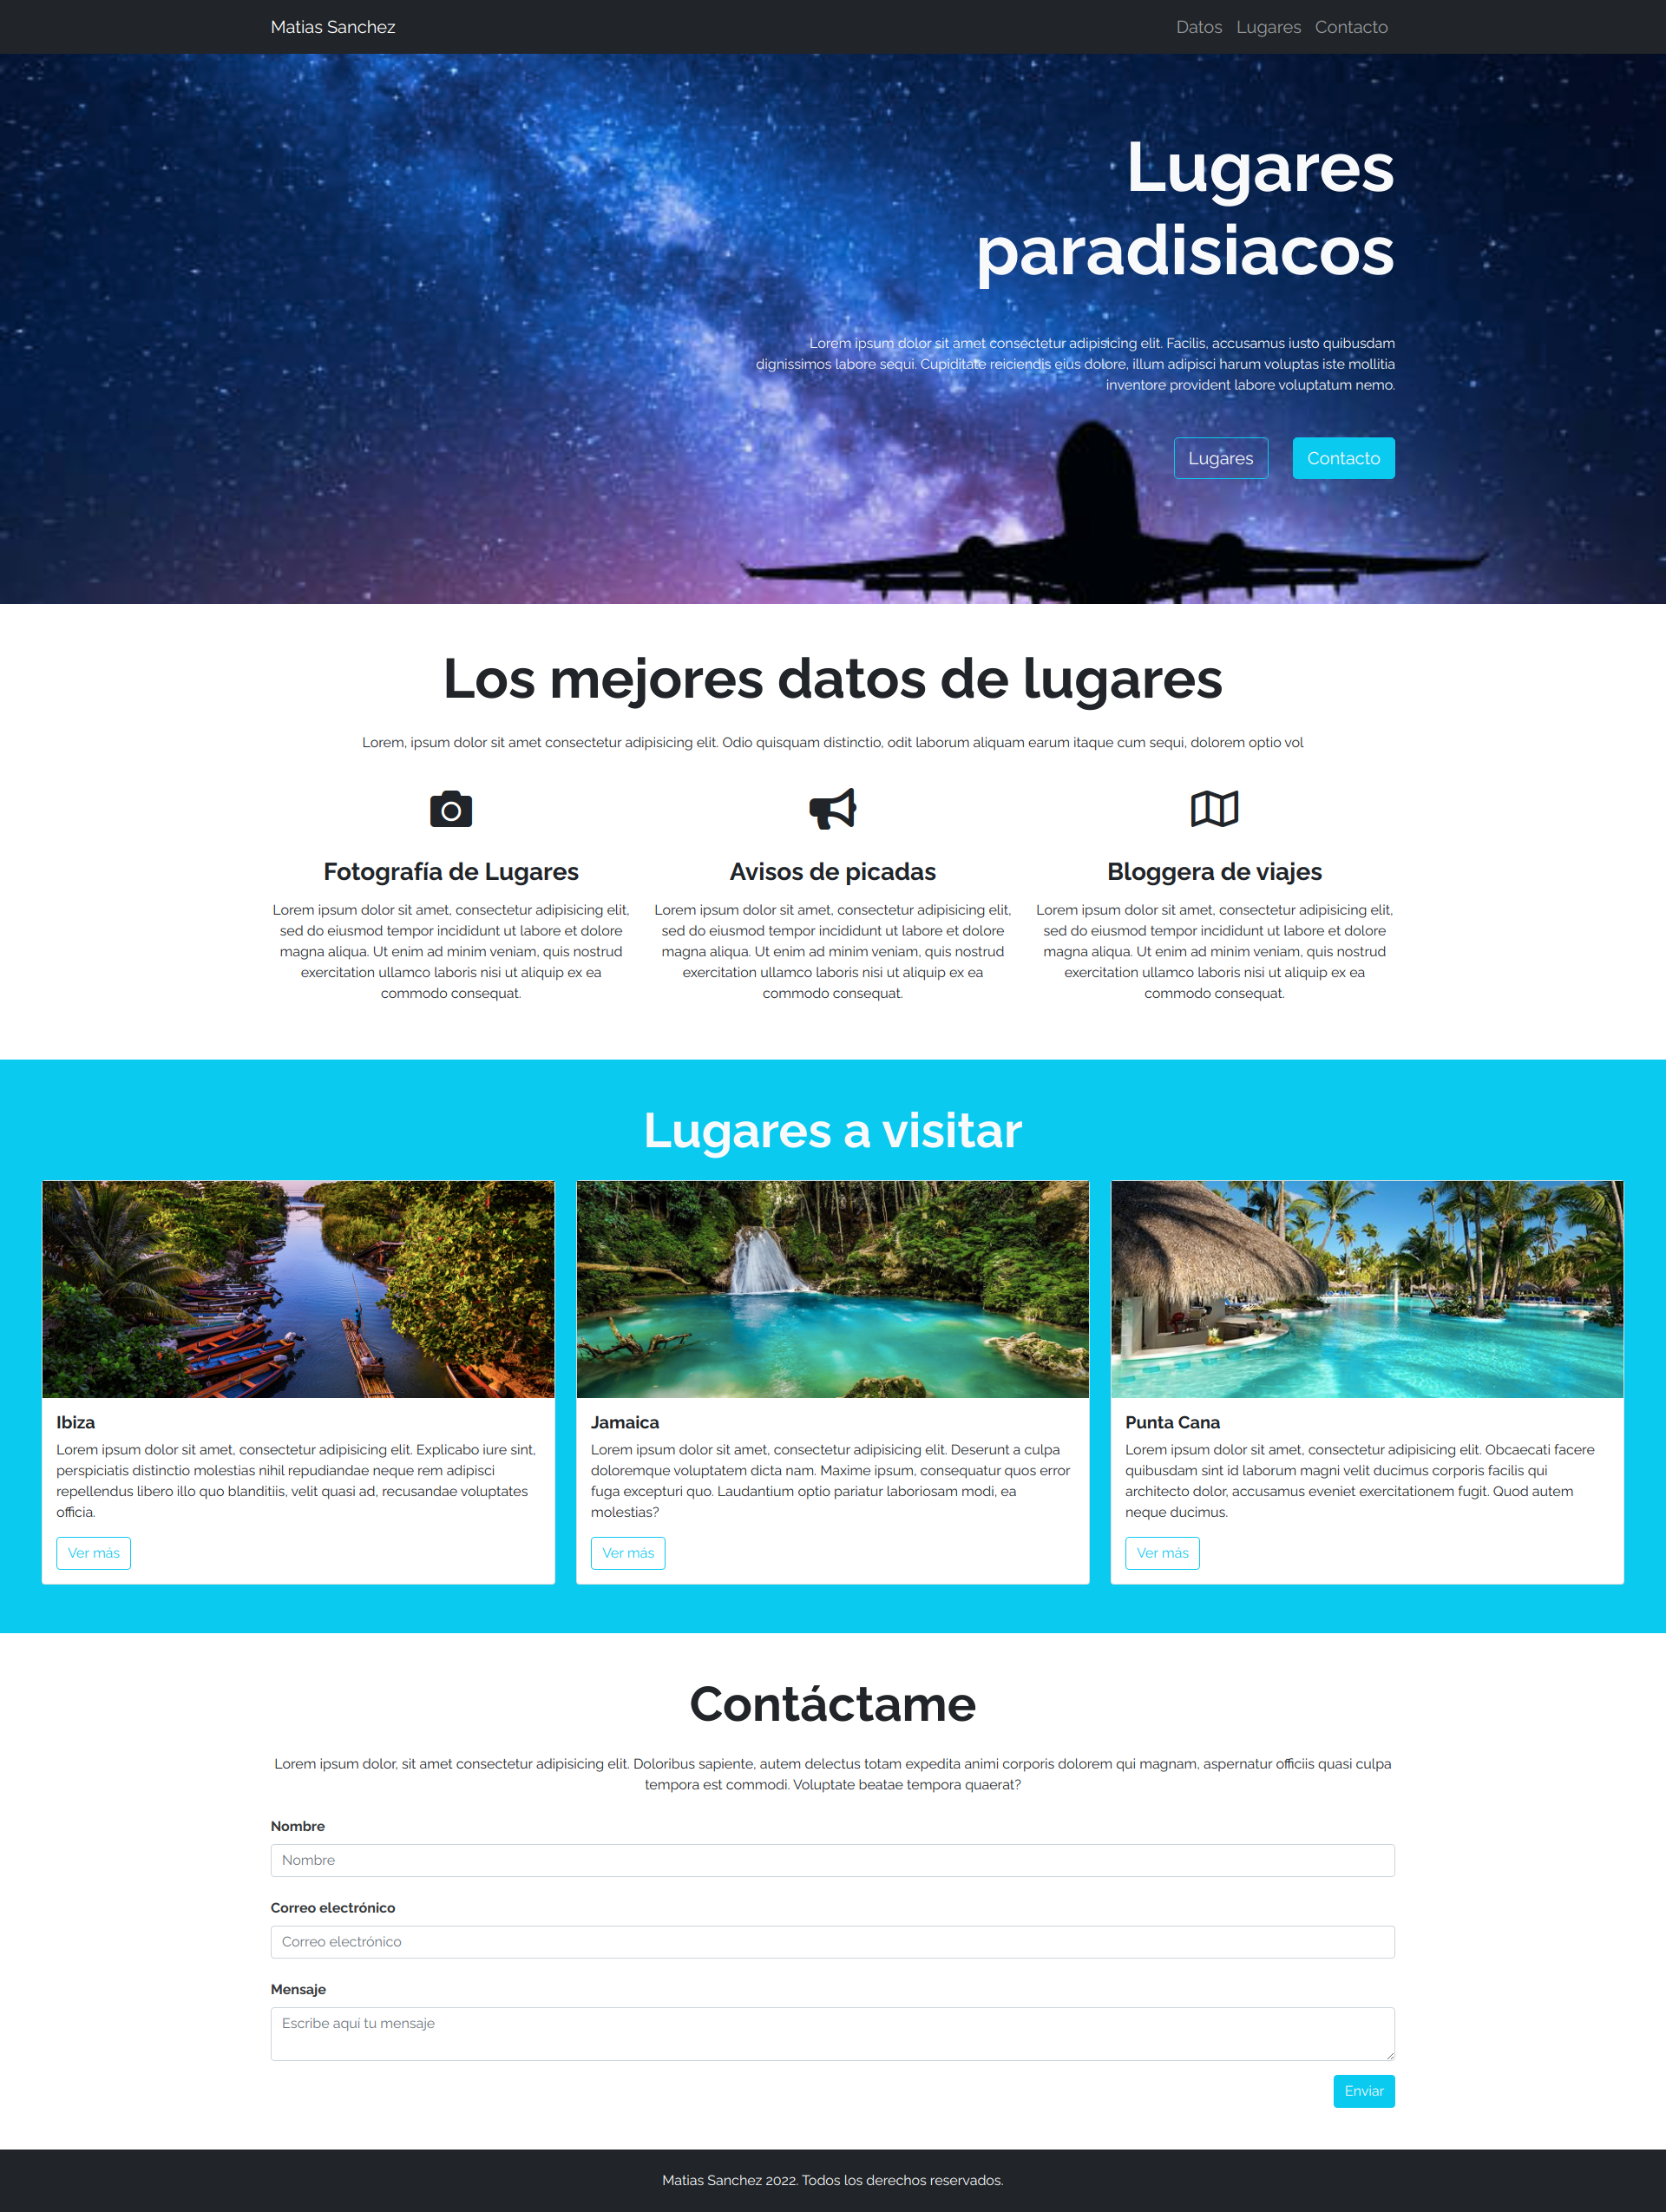 Matias Sanchez
Datos Lugares Contacto
Lugares
paradisiacos
Lorem ipsum dolor sit amet consectetur adipisicing elit. Facilis, accusamus iusto quibusdam
dignissimos labore sequi. Cupiditate reiciendis eius dolore, illum adipisci harum voluptas iste mollitia
inventore provident labore voluptatum nemo.
Lugares Contacto
Los mejores datos de lugares
Lorem, ipsum dolor sit amet consectetur adipisicing elit. Odio quisquam distinctio, odit laborum aliquam earum itaque cum sequi, dolorem optio vol
Fotografía de Lugares
Lorem ipsum dolor sit amet, consectetur adipisicing elit,
sed do eiusmod tempor incididunt ut labore et dolore
magna aliqua. Ut enim ad minim veniam, quis nostrud
exercitation ullamco laboris nisi ut aliquip ex ea
commodo consequat.
Avisos de picadas
Lorem ipsum dolor sit amet, consectetur adipisicing elit,
sed do eiusmod tempor incididunt ut labore et dolore
magna aliqua. Ut enim ad minim veniam, quis nostrud
exercitation ullamco laboris nisi ut aliquip ex ea
commodo consequat.
Bloggera de viajes
Lorem ipsum dolor sit amet, consectetur adipisicing elit,
sed do eiusmod tempor incididunt ut labore et dolore
magna aliqua. Ut enim ad minim veniam, quis nostrud
exercitation ullamco laboris nisi ut aliquip ex ea
commodo consequat.
Lugares a visitar
Ibiza
Lorem ipsum dolor sit amet, consectetur adipisicing elit. Explicabo iure sint,
perspiciatis distinctio molestias nihil repudiandae neque rem adipisci
repellendus libero illo quo blanditiis, velit quasi ad, recusandae voluptates
officia.
Ver más
Jamaica
Lorem ipsum dolor sit amet, consectetur adipisicing elit. Deserunt a culpa
doloremque voluptatem dicta nam. Maxime ipsum, consequatur quos error
fuga excepturi quo. Laudantium optio pariatur laboriosam modi, ea
molestias?
Ver más
Punta Cana
Lorem ipsum dolor sit amet, consectetur adipisicing elit. Obcaecati facere
quibusdam sint id laborum magni velit ducimus corporis facilis qui
architecto dolor, accusamus eveniet exercitationem fugit. Quod autem
neque ducimus.
Ver más
Contáctame
Lorem ipsum dolor, sit amet consectetur adipisicing elit. Doloribus sapiente, autem delectus totam expedita animi corporis dolorem qui magnam, aspernatur officiis quasi culpa
tempora est commodi. Voluptate beatae tempora quaerat?
Nombre
Nombre
Correo electrónico
Correo electrónico
Mensaje
Escribe aquí tu mensaje
Enviar
Matias Sanchez 2022. Todos los derechos reservados.